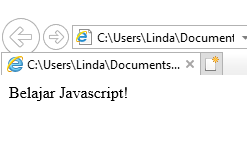 C:\Users\Linda\Document
C:\Users\Linda\Documents...
Belajar Javascript!